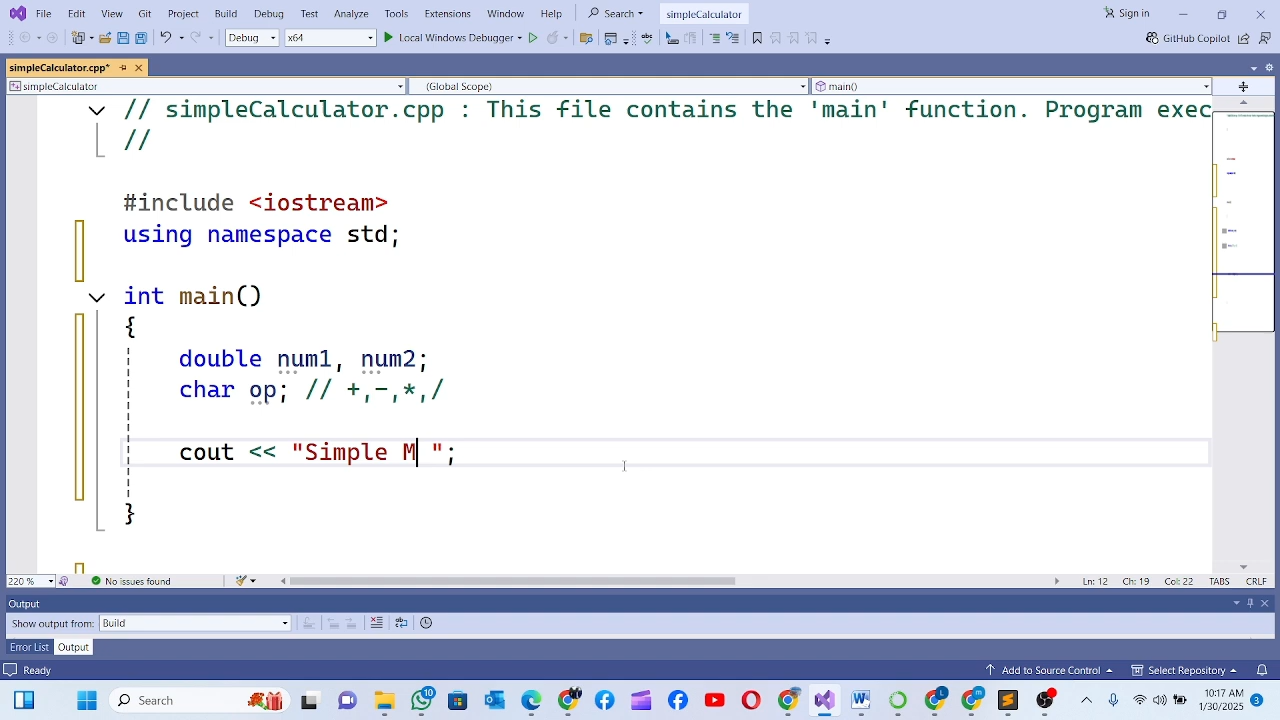 File Edit View Git Project Build Debug Test Analyze Tools Extensions Window Help Search simpleCalculator Sign in
Debug x64 Local Windows Debugger GitHub Copilot
simpleCalculator.cpp*
simpleCalculator (Global Scope) main()
// simpleCalculator.cpp : This file contains the 'main' function. Program exec
//
#include <iostream>
using namespace std;
int main()
{
double num1, num2;
char op; // +,-,*,/
cout << "Simple M ";
}
220 % No issues found Ln: 12 Ch: 19 Col: 22 TABS CRLF
Output
Show output from: Build
Error List Output
Ready Add to Source Control Select Repository
Search 10 10:17 AM
1/30/2025 3